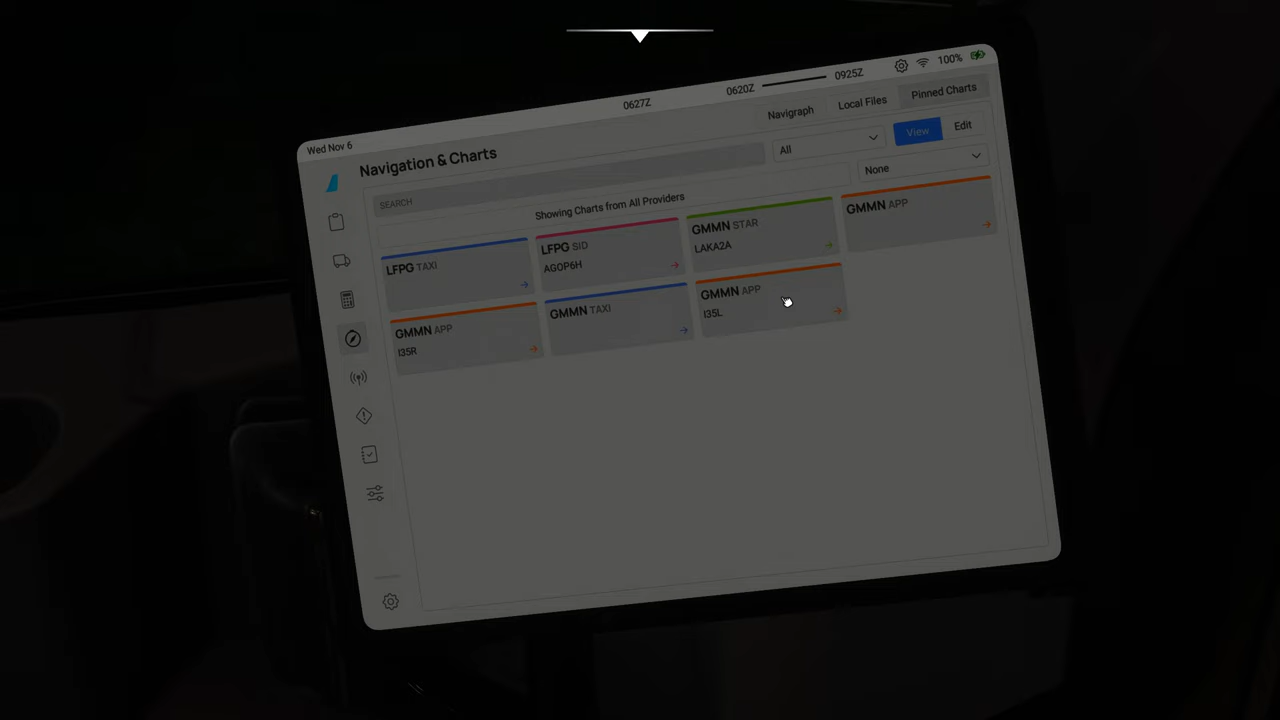 Wed Nov 6
0627Z
0620Z
0925Z
100%
Navigation & Charts
Navigraph
Local Files
Pinned Charts
SEARCH
All
View
Edit
Showing Charts from All Providers
None
LFPG TAXI
LFPG SID
AGOP6H
GMMN STAR
LAKA2A
GMMN APP
GMMN APP
I35R
GMMN TAXI
GMMN APP
I35L